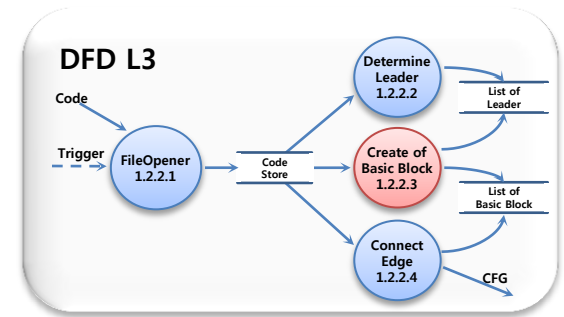 DFD L3
Code
Trigger
FileOpener
1.2.2.1
Code
Store
Determine
Leader
1.2.2.2
List of
Leader
Create of
Basic Block
1.2.2.3
List of
Basic Block
Connect
Edge
1.2.2.4
CFG